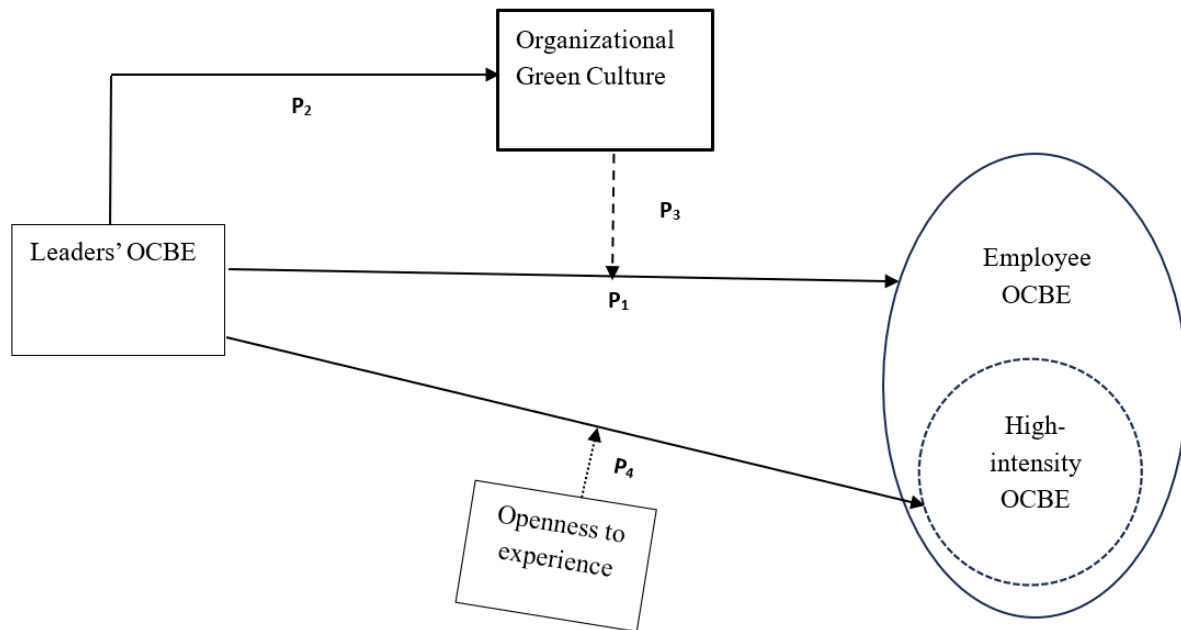 Organizational
Green Culture
P₂
P₃
Leaders’ OCBE
Employee
OCBE
P₁
High-
intensity
OCBE
P₄
Openness to
experience